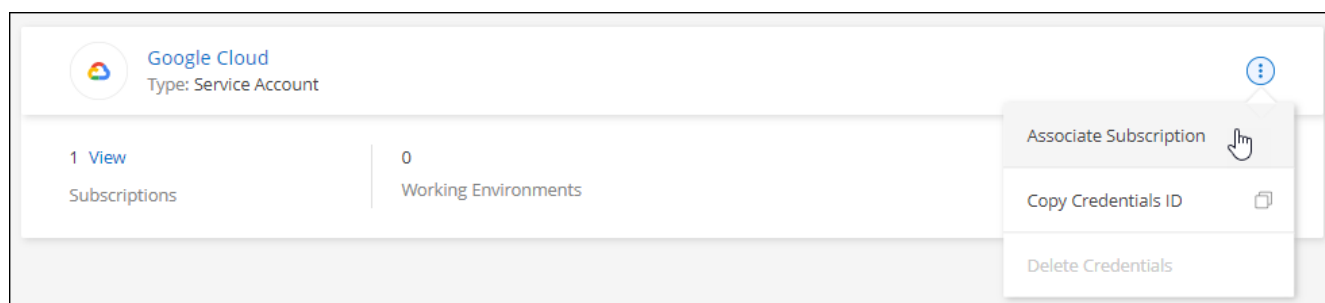 Google Cloud
Type: Service Account
Associate Subscription
1 View
0
Subscriptions
Working Environments
Copy Credentials ID
Delete Credentials